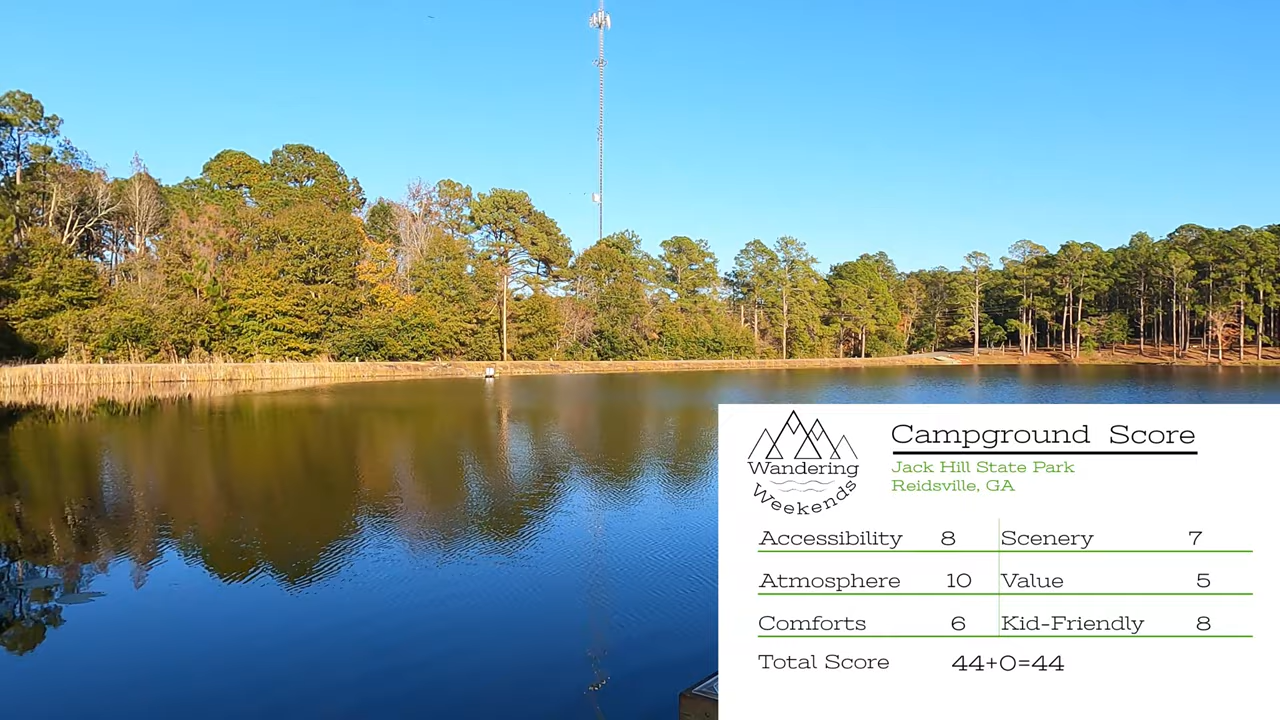 Wandering
Weekends
Campground Score
Jack Hill State Park
Reidsville, GA
Accessibility 8 Scenery 7
Atmosphere 10 Value 5
Comforts 6 Kid-Friendly 8
Total Score 44+0=44